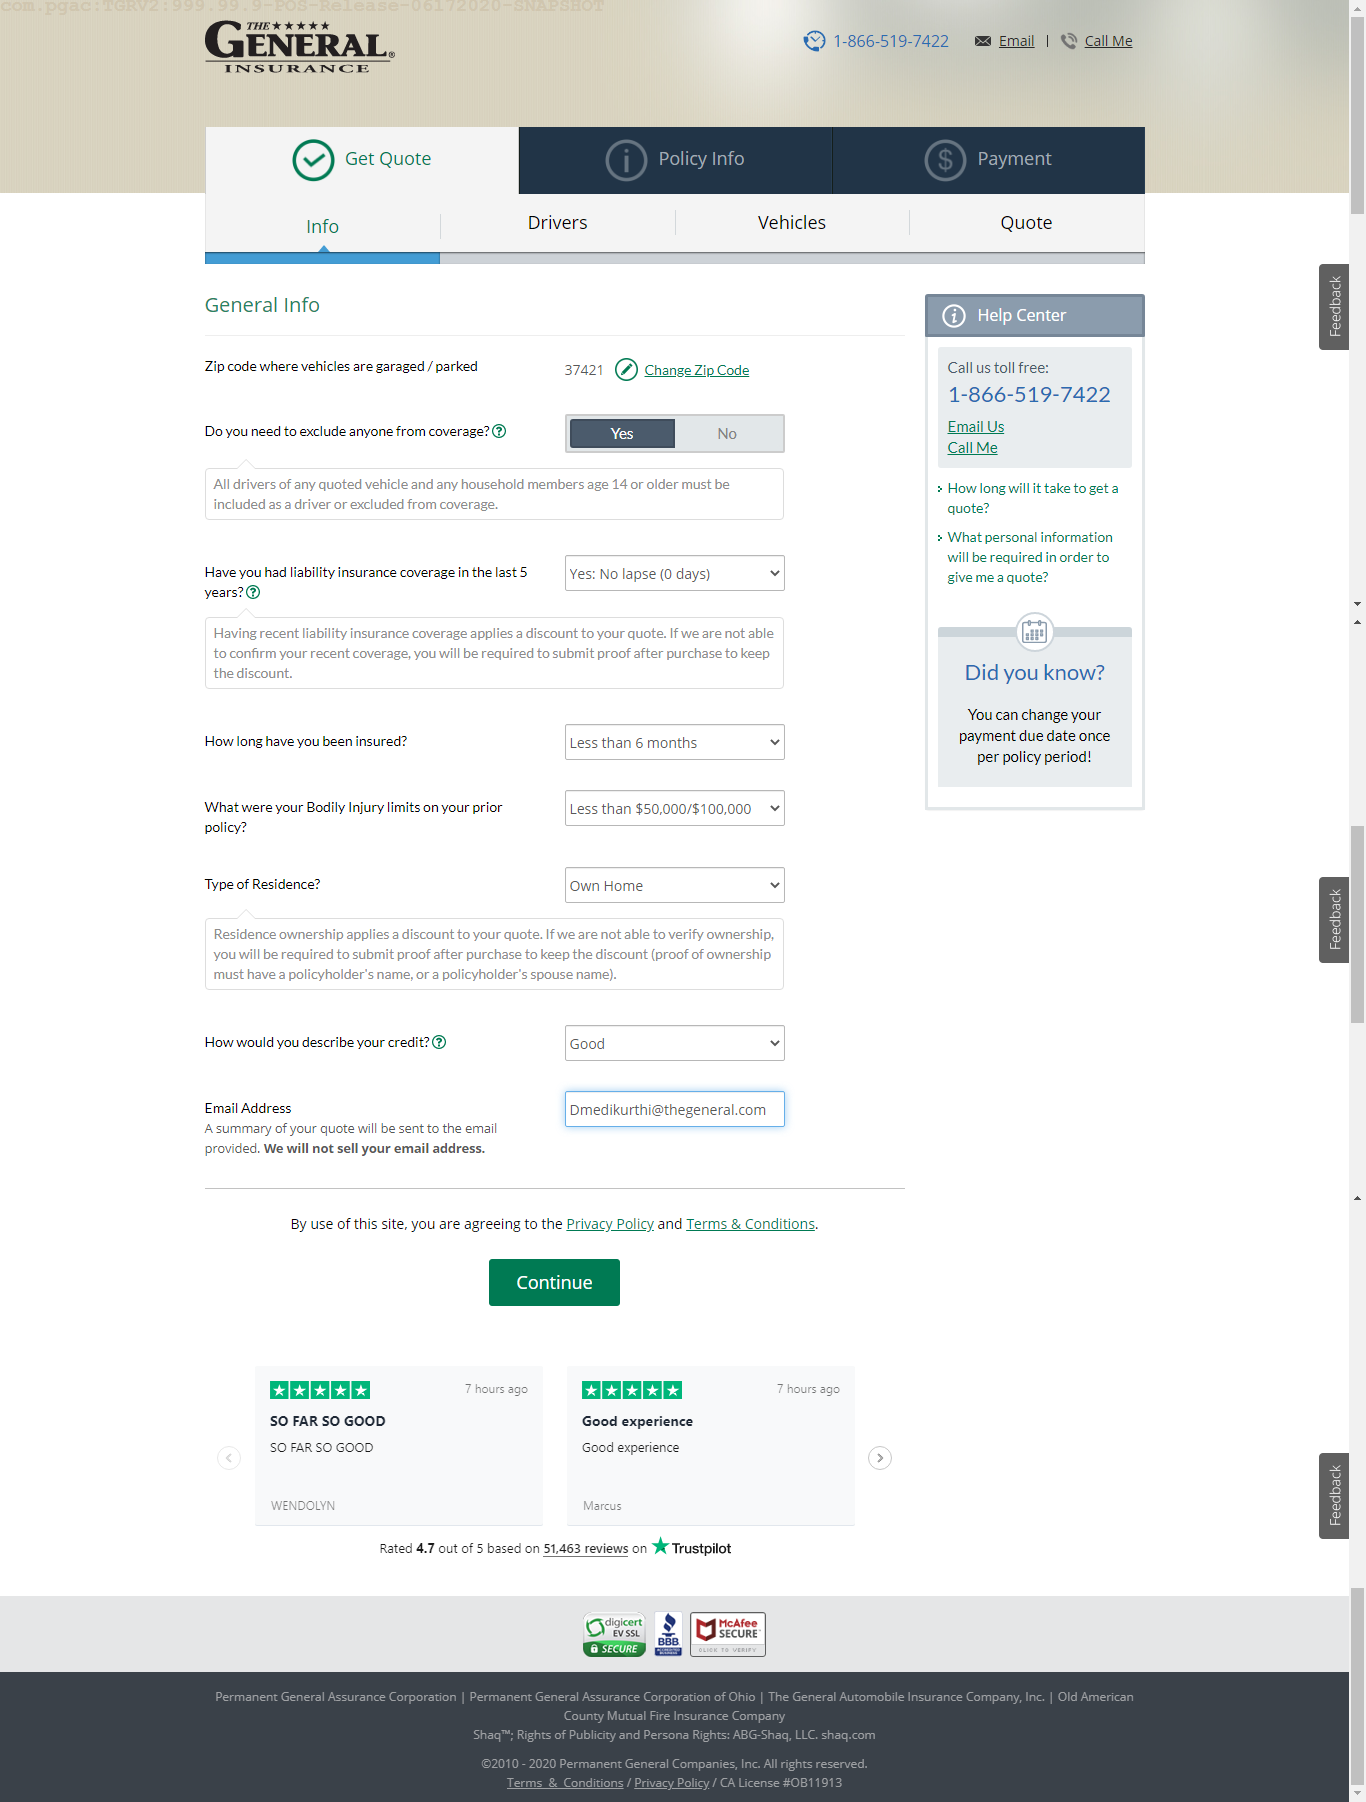 com.pgac:TGRV2:999.99.9-POS-Release-06172020-SNAPSHOT
THE
GENERAL®
INSURANCE
1-866-519-7422 Email | Call Me
Get Quote Policy Info Payment
Info Drivers Vehicles Quote
General Info
Zip code where vehicles are garaged / parked 37421 Change Zip Code
Do you need to exclude anyone from coverage? Yes No
All drivers of any quoted vehicle and any household members age 14 or older must be
included as a driver or excluded from coverage.
Have you had liability insurance coverage in the last 5
years?
Yes: No lapse (0 days)
Having recent liability insurance coverage applies a discount to your quote. If we are not able
to confirm your recent coverage, you will be required to submit proof after purchase to keep
the discount.
How long have you been insured? Less than 6 months
What were your Bodily Injury limits on your prior
policy?
Less than $50,000/$100,000
Type of Residence? Own Home
Residence ownership applies a discount to your quote. If we are not able to verify ownership,
you will be required to submit proof after purchase to keep the discount (proof of ownership
must have a policyholder's name, or a policyholder's spouse name).
How would you describe your credit? Good
Email Address Dmedikurthi@thegeneral.com
A summary of your quote will be sent to the email
provided. We will not sell your email address.
By use of this site, you are agreeing to the Privacy Policy and Terms & Conditions.
Continue
Help Center
Call us toll free:
1-866-519-7422
Email Us
Call Me
How long will it take to get a
quote?
What personal information
will be required in order to
give me a quote?
Did you know?
You can change your
payment due date once
per policy period!
Feedback
Feedback
Feedback
7 hours ago
SO FAR SO GOOD
SO FAR SO GOOD
WENDOLYN
7 hours ago
Good experience
Good experience
Marcus
Rated 4.7 out of 5 based on 51,463 reviews on Trustpilot
digicert
EV SSL
SECURE
BBB
ACCREDITED
BUSINESS
McAfee
SECURE
CLICK TO VERIFY
Permanent General Assurance Corporation | Permanent General Assurance Corporation of Ohio | The General Automobile Insurance Company, Inc. | Old American
County Mutual Fire Insurance Company
Shaq™; Rights of Publicity and Persona Rights: ABG-Shaq, LLC. shaq.com
©2010 - 2020 Permanent General Companies, Inc. All rights reserved.
Terms & Conditions / Privacy Policy / CA License #OB11913